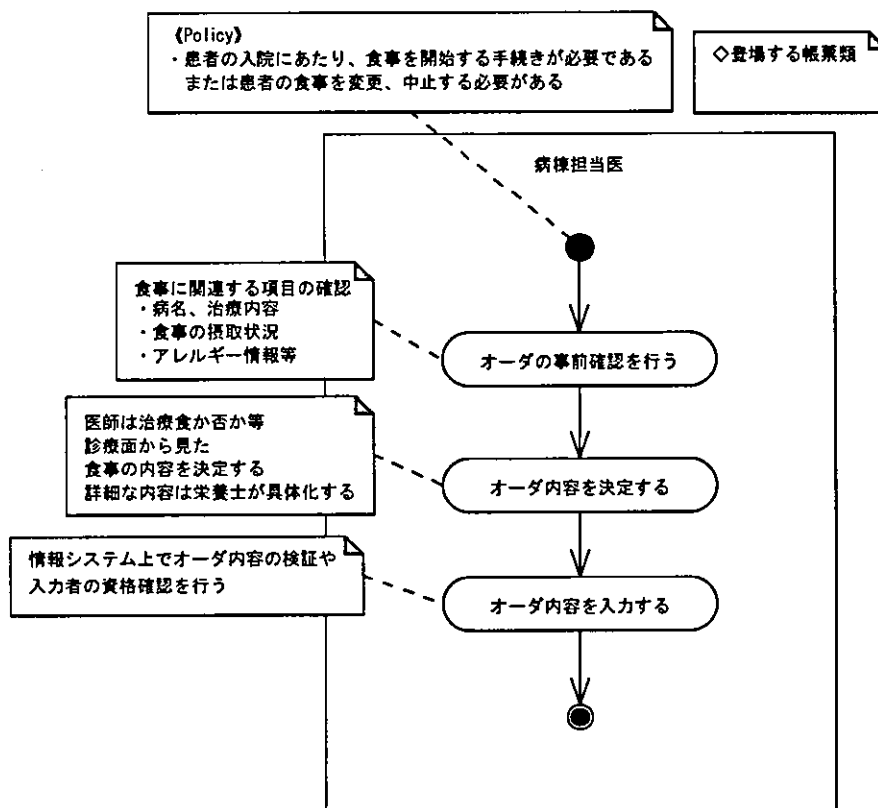 《Policy》
・患者の入院にあたり、食事を開始する手続きが必要である
または患者の食事を変更、中止する必要がある
◇登場する帳票類
病棟担当医
食事に関連する項目の確認
・病名、治療内容
・食事の摂取状況
・アレルギー情報等
オーダの事前確認を行う
医師は治療食か否か等
診療面から見た
食事の内容を決定する
詳細な内容は栄養士が具体化する
オーダ内容を決定する
情報システム上でオーダ内容の検証や
入力者の資格確認を行う
オーダ内容を入力する